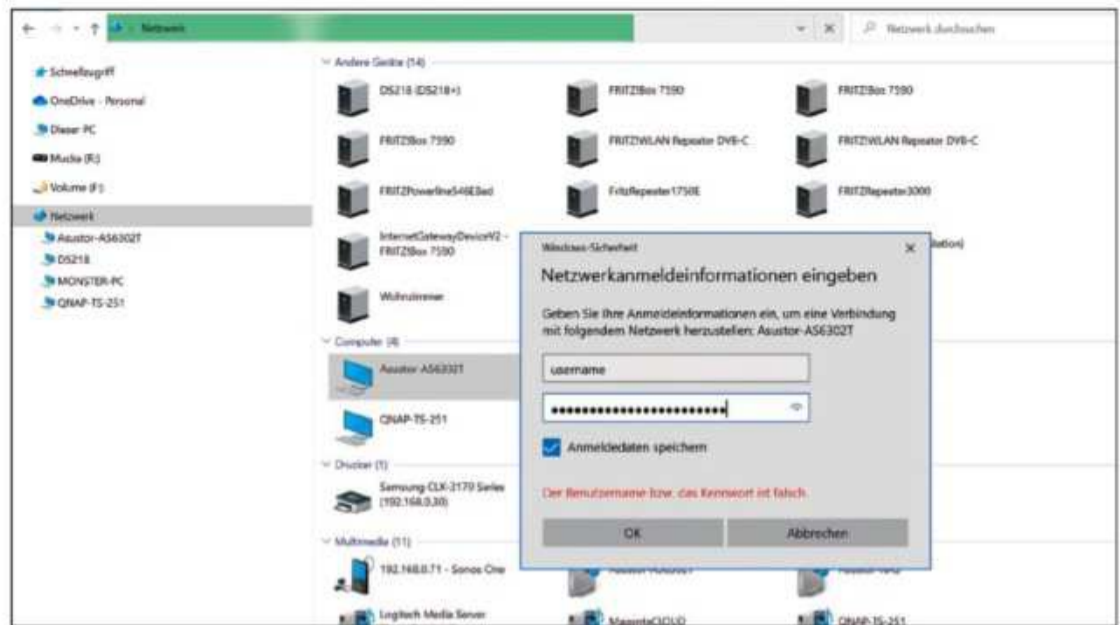 Netzwerk
Netzwerk durchsuchen
Schnellzugriff
OneDrive - Personal
Dieser PC
Mucke (R:)
Volume (F:)
Netzwerk
Asustor-AS6302T
DS218
MONSTER-PC
QNAP-TS-251
Andere Geräte (14)
DS218 (DS218+)
FRITZ!Box 7590
FRITZ!Box 7590
FRITZ!Box 7590
FRITZ!WLAN Repeater DVB-C
FRITZ!WLAN Repeater DVB-C
FRITZ!Powerline546EBad
FritzRepeater1750E
FRITZ!Repeater3000
InternetGatewayDeviceV2 -
FRITZ!Box 7590
Wohnzimmer
Computer (4)
Asustor-AS6302T
QNAP-TS-251
Drucker (1)
Samsung CLX-3170 Series
(192.168.0.30)
Multimedia (11)
192.168.0.71 - Sonos One
Logitech Media Server
MagentaCLOUD
QNAP-TS-251
Windows-Sicherheit
Netzwerkanmeldeinformationen eingeben
Geben Sie Ihre Anmeldeinformationen ein, um eine Verbindung
mit folgendem Netzwerk herzustellen: Asustor-AS6302T
username
Anmeldedaten speichern
Der Benutzername bzw. das Kennwort ist falsch.
OK
Abbrechen